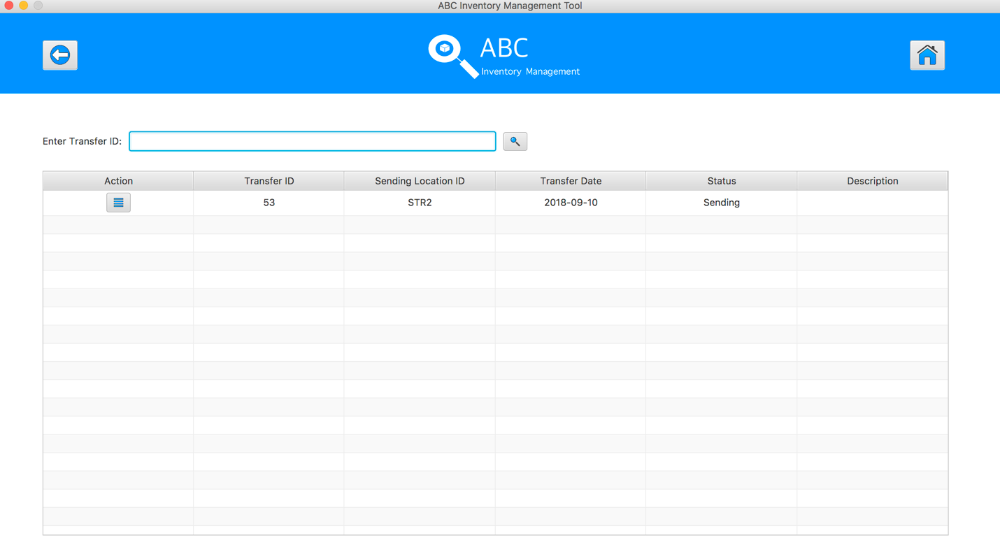 ABC Inventory Management Tool
ABC
Inventory Management
Enter Transfer ID:
Action Transfer ID Sending Location ID Transfer Date Status Description
53 STR2 2018-09-10 Sending